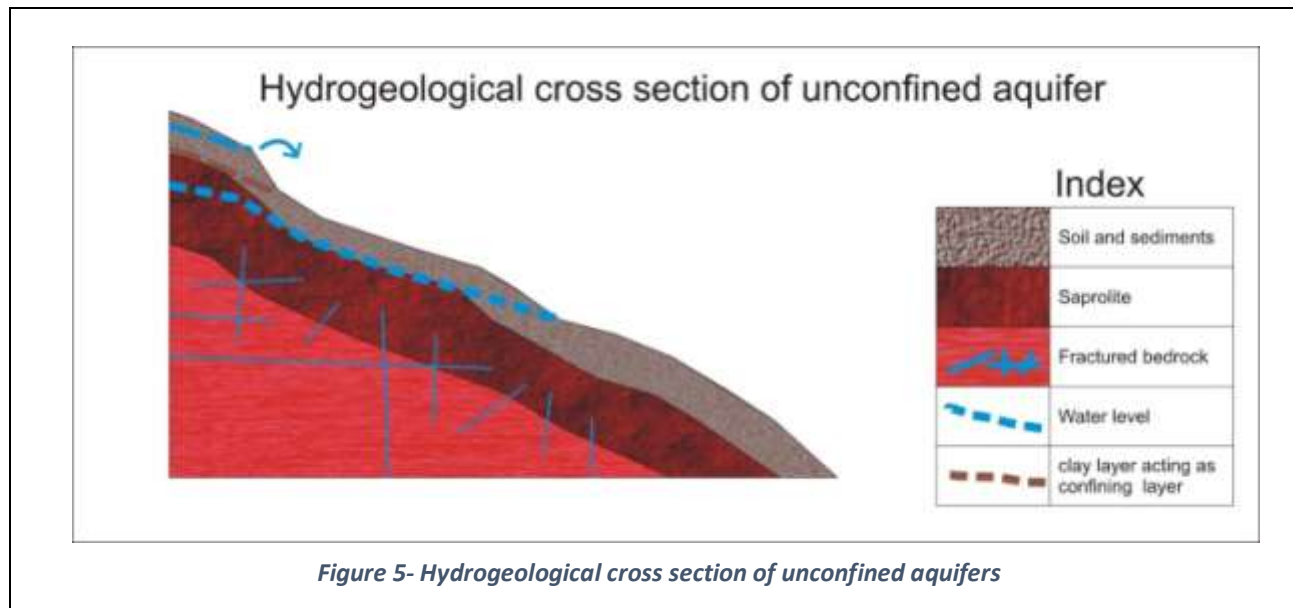 Hydrogeological cross section of unconfined aquifer
Index
Soil and sediments
Saprolite
Fractured bedrock
Water level
clay layer acting as
confining layer
Figure 5- Hydrogeological cross section of unconfined aquifers